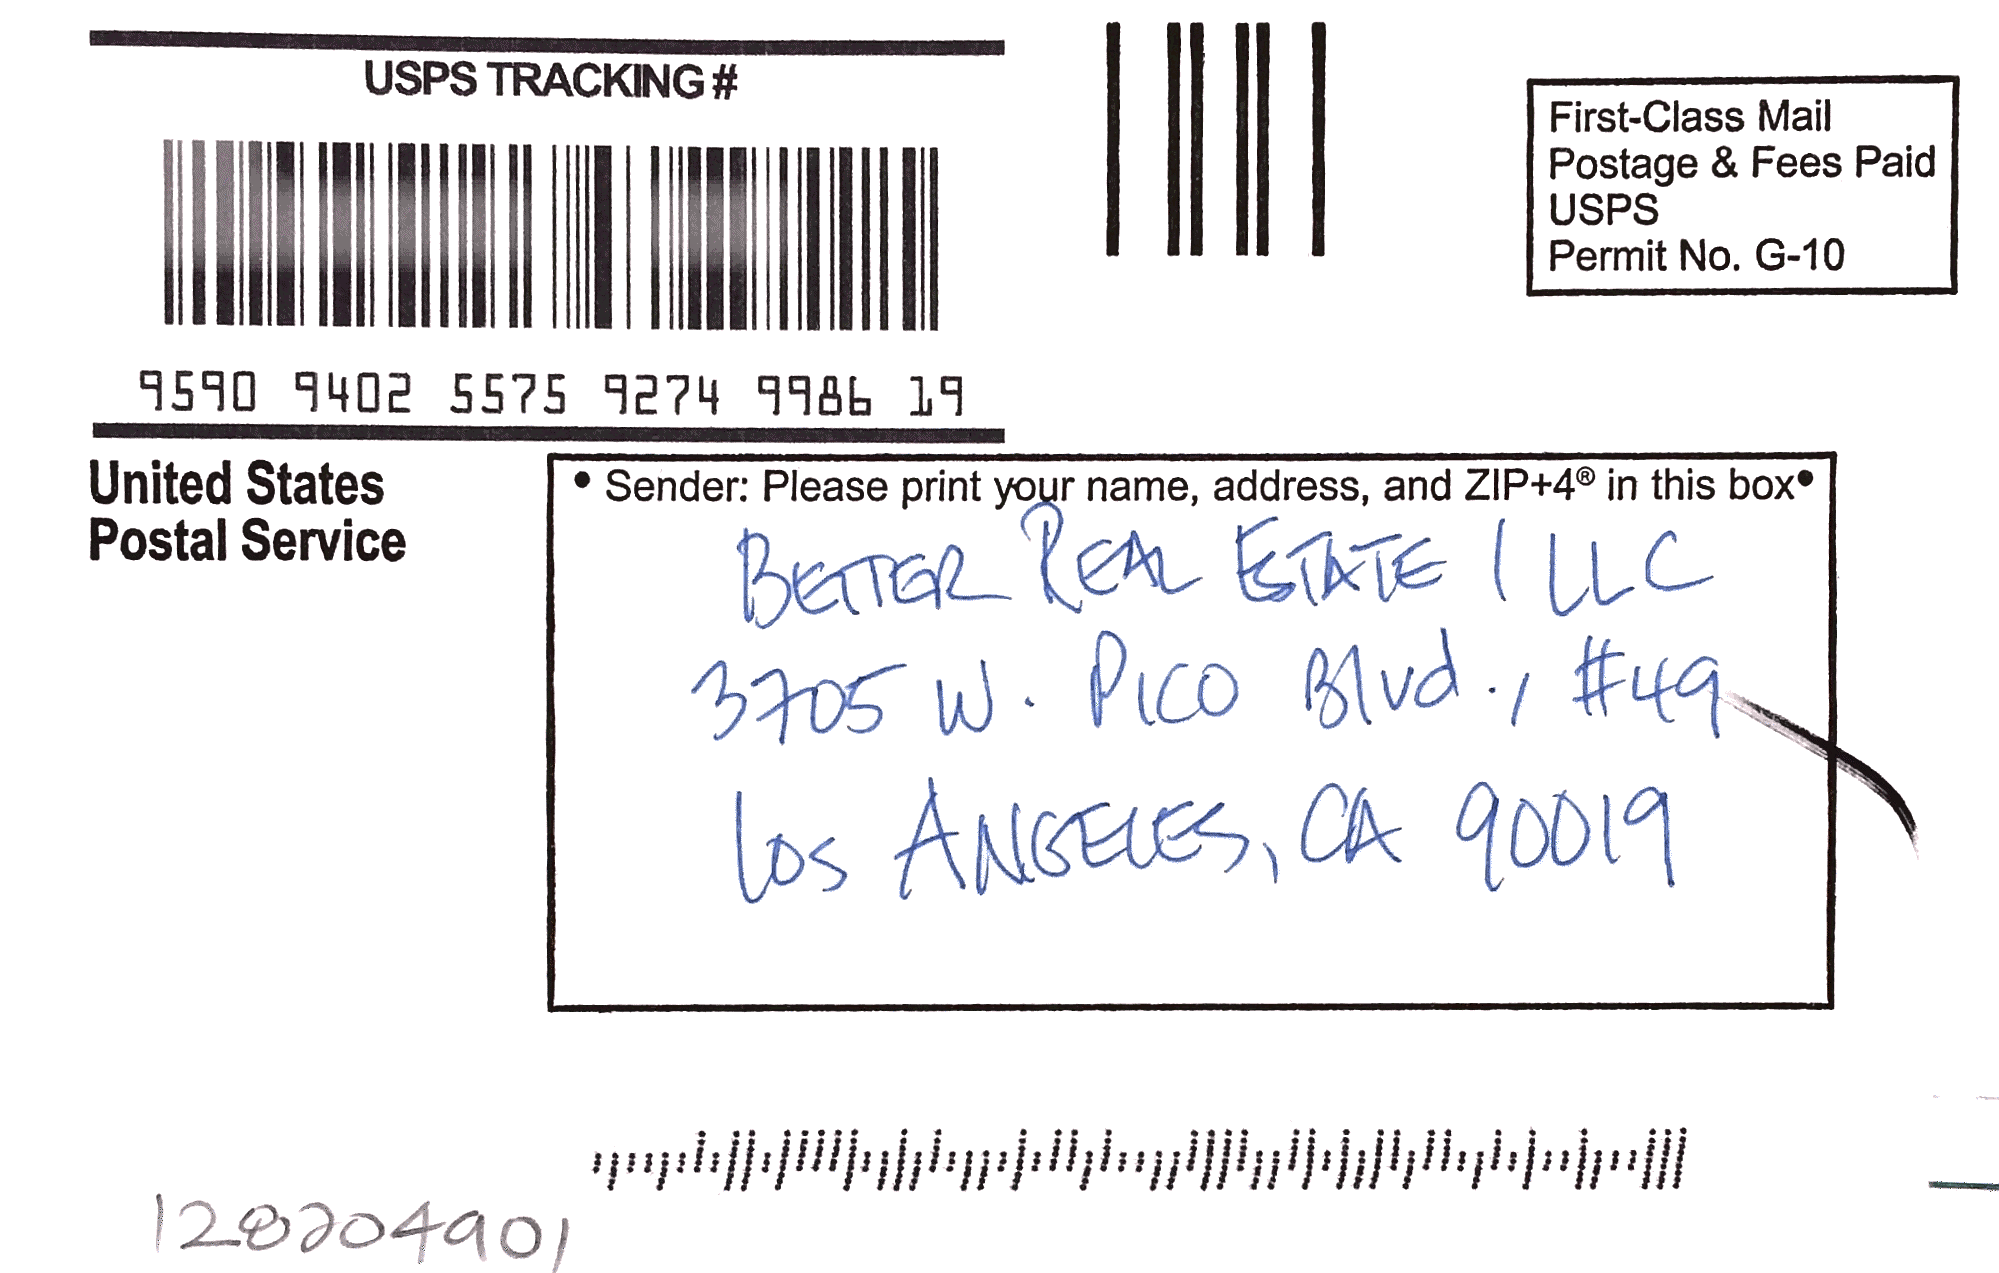 USPS TRACKING #
9590 9402 5575 9274 9986 19
First-Class Mail
Postage & Fees Paid
USPS
Permit No. G-10
United States
Postal Service
• Sender: Please print your name, address, and ZIP+4® in this box•
BETTER REAL ESTATE 1 LLC
3705 W. PICO Blvd., #49
Los ANGELES, CA 90019
128204901